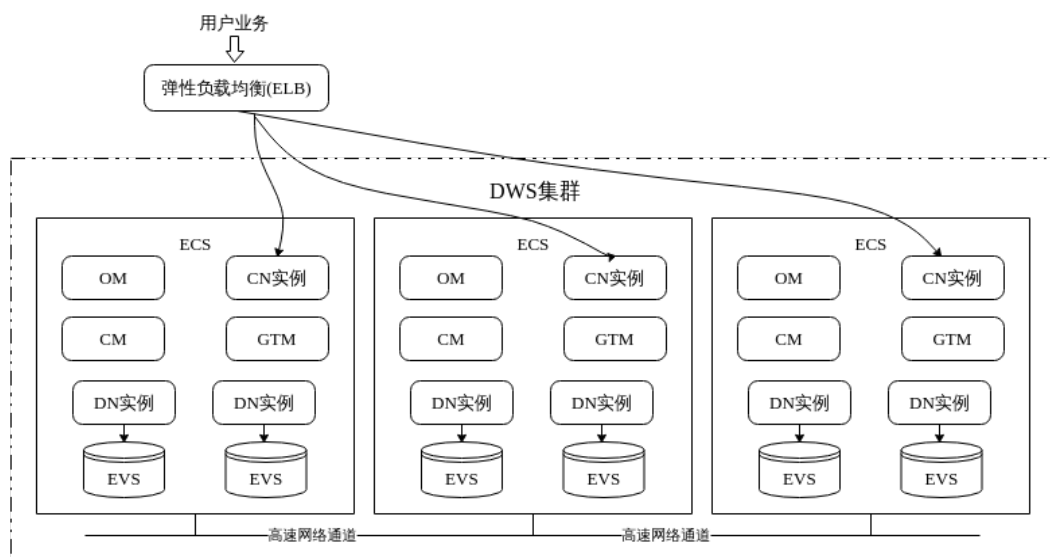 用户业务
弹性负载均衡(ELB)
DWS集群
ECS
ECS
ECS
OM
CN实例
OM
CN实例
OM
CN实例
CM
GTM
CM
GTM
CM
GTM
DN实例
DN实例
DN实例
DN实例
DN实例
DN实例
EVS
EVS
EVS
EVS
EVS
EVS
高速网络通道
高速网络通道